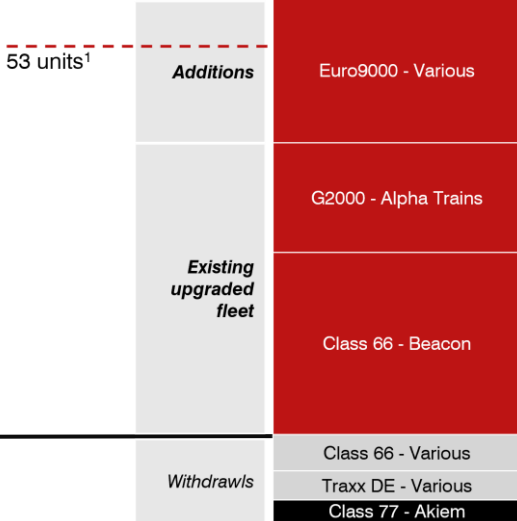 53 units¹
Additions
Euro9000 - Various
G2000 - Alpha Trains
Existing
upgraded
fleet
Class 66 - Beacon
Withdrawls
Class 66 - Various
Traxx DE - Various
Class 77 - Akiem